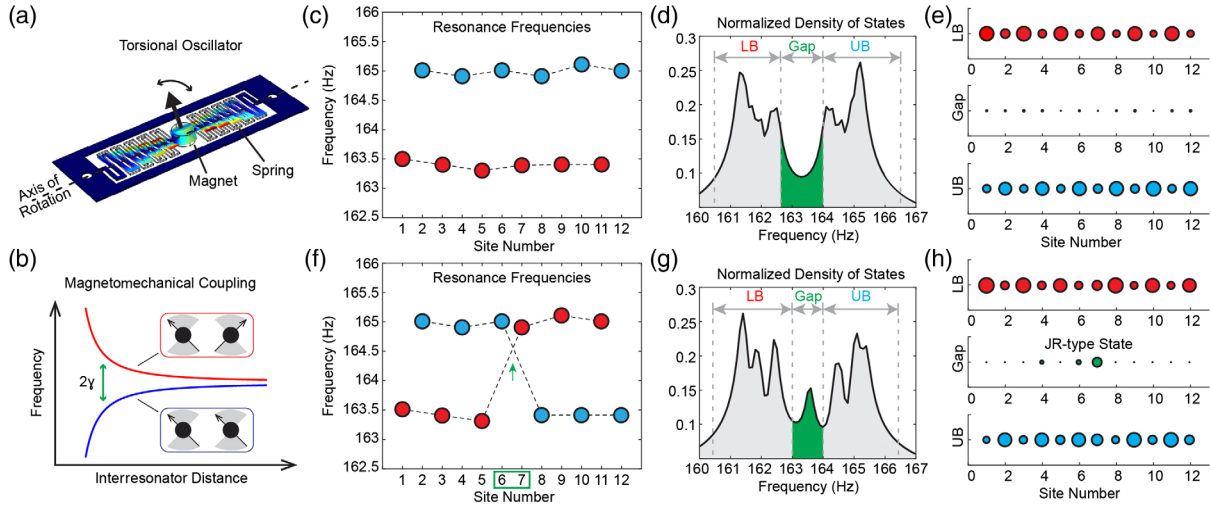 (a)
Torsional Oscillator
Magnet
Spring
Axis of
Rotation
(b)
Magnetomechanical Coupling
Frequency
2γ
Interresonator Distance
(c)
Resonance Frequencies
Frequency (Hz)
166
165.5
165
164.5
164
163.5
163
162.5
1 2 3 4 5 6 7 8 9 10 11 12
Site Number
(d)
Normalized Density of States
LB Gap UB
0.3
0.25
0.2
0.15
0.1
160 161 162 163 164 165 166 167
Frequency (Hz)
(e)
LB
Gap
UB
0 2 4 6 8 10 12
Site Number
(f)
Resonance Frequencies
Frequency (Hz)
166
165.5
165
164.5
164
163.5
163
162.5
1 2 3 4 5 6 7 8 9 10 11 12
Site Number
(g)
Normalized Density of States
LB Gap UB
0.3
0.25
0.2
0.15
0.1
160 161 162 163 164 165 166 167
Frequency (Hz)
(h)
LB
JR-type State
Gap
UB
0 2 4 6 8 10 12
Site Number